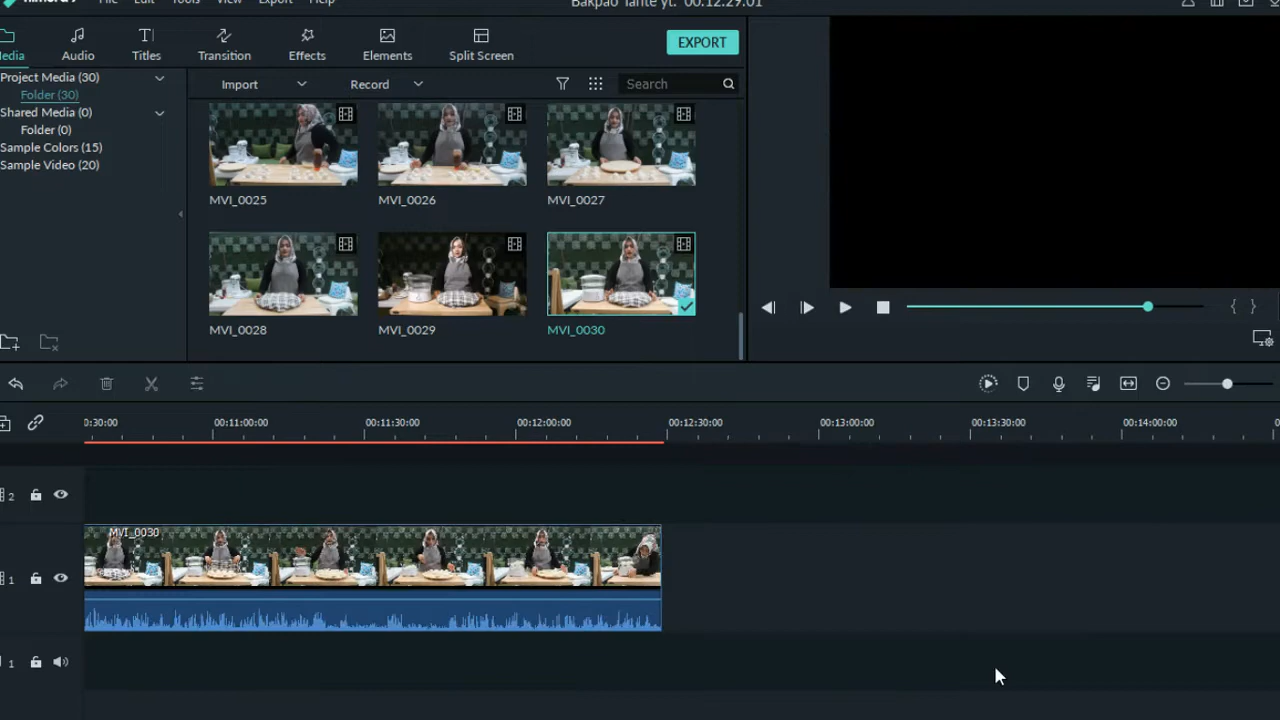 filmora9 File Edit Tools View Export Help Bakpao Tante yt: 00:12:29:01
Media Audio Titles Transition Effects Elements Split Screen EXPORT
Project Media (30)
Folder (30)
Shared Media (0)
Folder (0)
Sample Colors (15)
Sample Video (20)
Import Record Search
MVI_0025 MVI_0026 MVI_0027
MVI_0028 MVI_0029 MVI_0030
0:30:00 00:11:00:00 00:11:30:00 00:12:00:00 00:12:30:00 00:13:00:00 00:13:30:00 00:14:00:00
2
MVI_0030
1
1